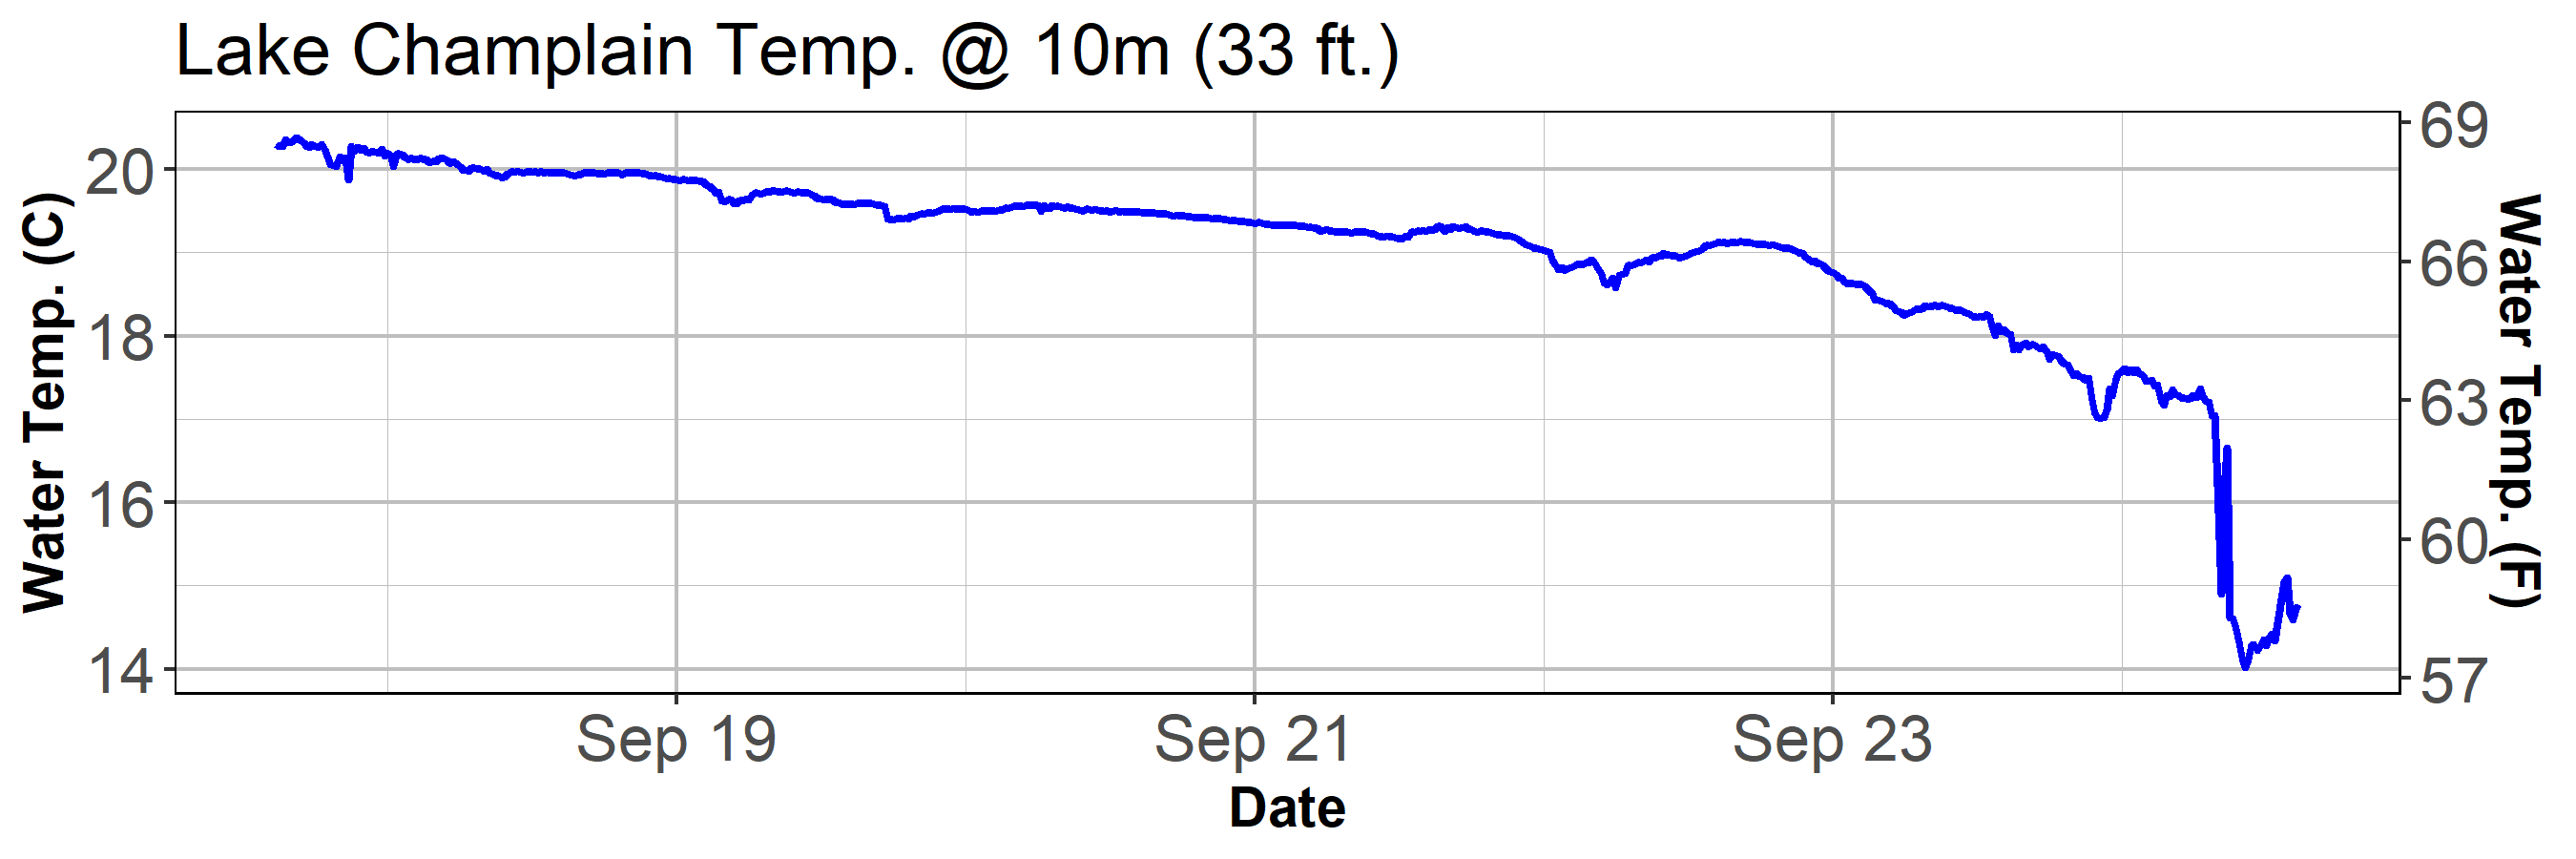 Lake Champlain Temp. @ 10m (33 ft.)
Water Temp. (C)
20
18
16
14
69
66
63
60
57
Water Temp. (F)
Sep 19
Sep 21
Sep 23
Date